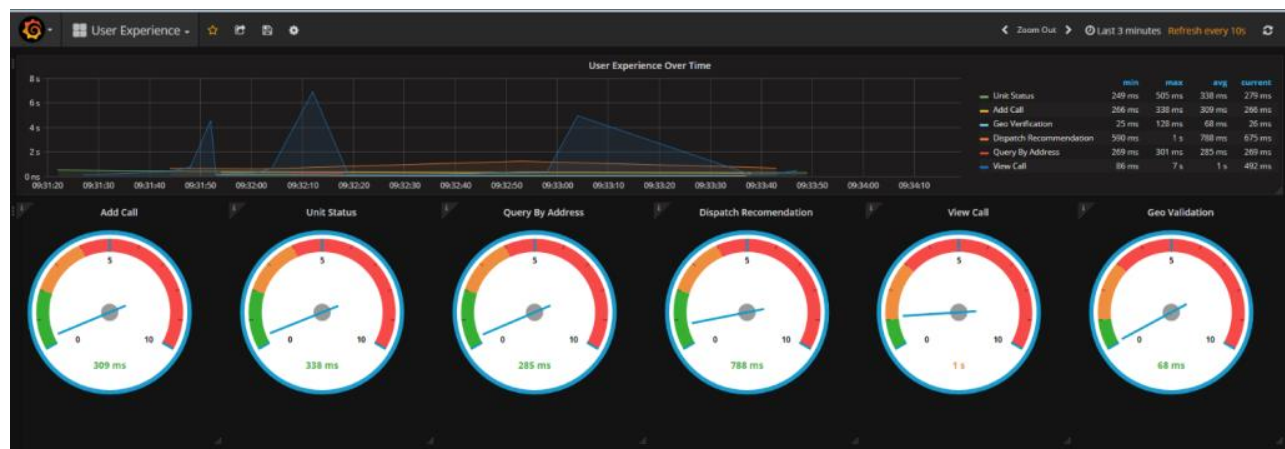 User Experience
Zoom Out
Last 3 minutes Refresh every 10s
User Experience Over Time
8 s
6 s
4 s
2 s
0 ns
09:31:20 09:31:30 09:31:40 09:31:50 09:32:00 09:32:10 09:32:20 09:32:30 09:32:40 09:32:50 09:33:00 09:33:10 09:33:20 09:33:30 09:33:40 09:33:50 09:34:00 09:34:10
min max avg current
Unit Status 249 ms 505 ms 338 ms 279 ms
Add Call 266 ms 338 ms 309 ms 266 ms
Geo Verification 25 ms 128 ms 68 ms 26 ms
Dispatch Recommendation 590 ms 1 s 788 ms 675 ms
Query By Address 269 ms 301 ms 285 ms 269 ms
View Call 86 ms 7 s 1 s 492 ms
Add Call
5
0 10
309 ms
Unit Status
5
0 10
338 ms
Query By Address
5
0 10
285 ms
Dispatch Recomendation
5
0 10
788 ms
View Call
5
0 10
1 s
Geo Validation
5
0 10
68 ms